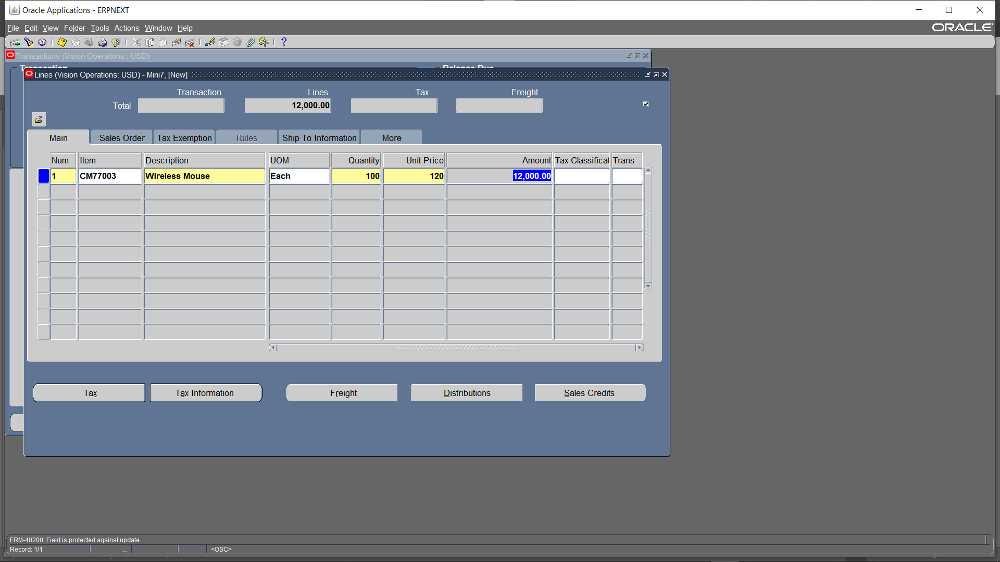 Oracle Applications - ERPNEXT
File Edit View Folder Tools Actions Window Help
ORACLE
Transactions (Vision Operations : USD)
Transaction Balance Due
Lines (Vision Operations: USD) - Mini7, [New]
Transaction Lines Tax Freight
Total 12,000.00
Main Sales Order Tax Exemption Rules Ship To Information More
Num Item Description UOM Quantity Unit Price Amount Tax Classificat Trans
1 CM77003 Wireless Mouse Each 100 120 12,000.00
Tax Tax Information Freight Distributions Sales Credits
FRM-40200: Field is protected against update.
Record: 1/1 ... <OSC>